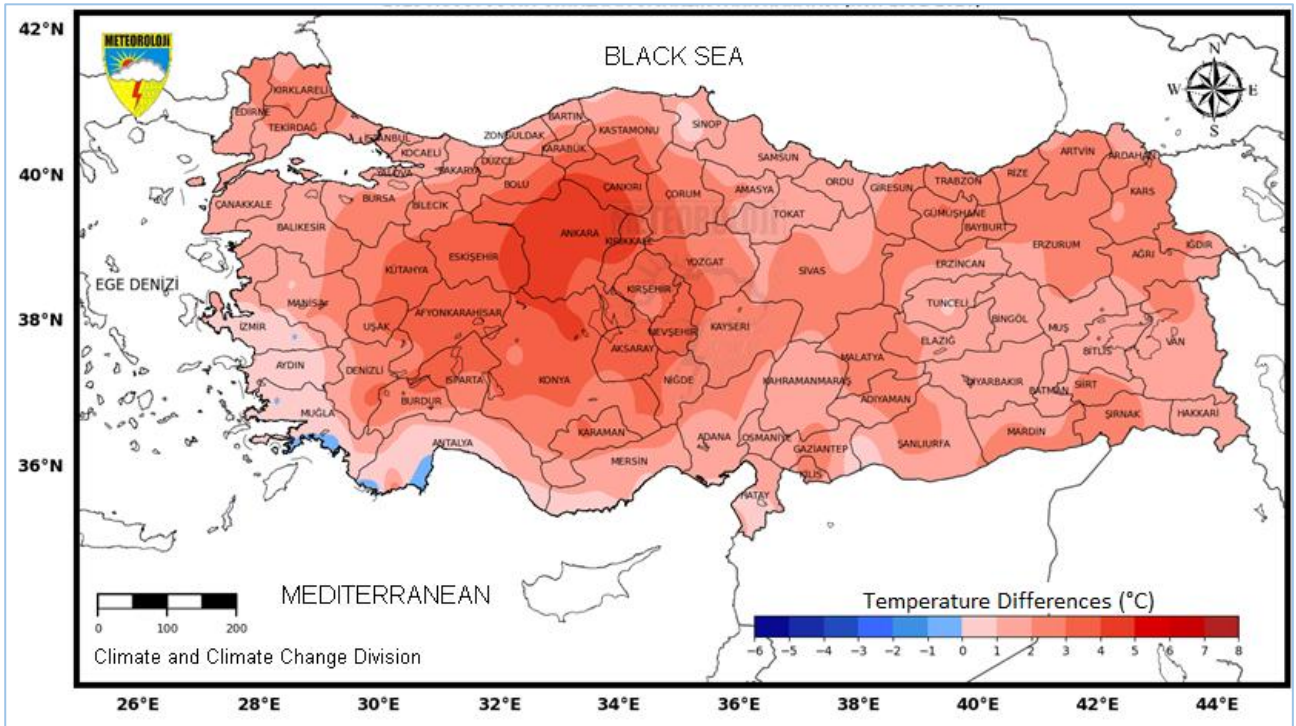 42°N
METEOROLOJİ
BLACK SEA
N
W E
S
KIRKLARELİ
EDİRNE
TEKİRDAĞ
İSTANBUL
KOCAELİ
YALOVA
SAKARYA
DÜZCE
ZONGULDAK
BARTIN
KARABÜK
KASTAMONU
SİNOP
SAMSUN
ORDU
GİRESUN
TRABZON
RİZE
ARTVİN
ARDAHAN
40°N
ÇANAKKALE
BALIKESİR
BURSA
BİLECİK
BOLU
ÇANKIRI
ÇORUM
AMASYA
TOKAT
GÜMÜŞHANE
BAYBURT
KARS
METEOROLOJİ
ANKARA
KIRIKKALE
ESKİŞEHİR
KÜTAHYA
YOZGAT
SİVAS
ERZİNCAN
ERZURUM
AĞRI
IĞDIR
EGE DENİZİ
MANİSA
UŞAK
AFYONKARAHİSAR
KIRŞEHİR
NEVŞEHİR
KAYSERİ
TUNCELİ
BİNGÖL
MUŞ
38°N
İZMİR
AYDIN
DENİZLİ
ISPARTA
BURDUR
KONYA
AKSARAY
NİĞDE
KAHRAMANMARAŞ
MALATYA
ELAZIĞ
DİYARBAKIR
BATMAN
BİTLİS
SİİRT
VAN
MUĞLA
ANTALYA
KARAMAN
MERSİN
ADANA
OSMANİYE
GAZİANTEP
KİLİS
ADIYAMAN
ŞANLIURFA
MARDİN
ŞIRNAK
HAKKARİ
36°N
HATAY
MEDITERRANEAN
0 100 200
Climate and Climate Change Division
Temperature Differences (°C)
−6 −5 −4 −3 −2 −1 0 1 2 3 4 5 6 7 8
26°E 28°E 30°E 32°E 34°E 36°E 38°E 40°E 42°E 44°E